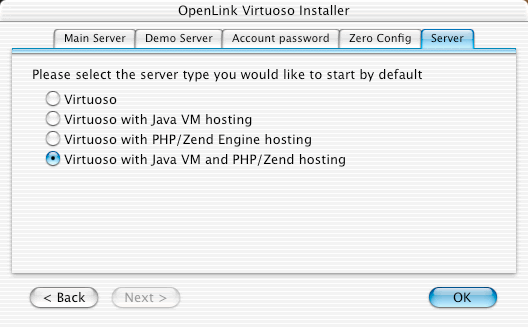 OpenLink Virtuoso Installer
Main Server Demo Server Account password Zero Config Server
Please select the server type you would like to start by default
Virtuoso
Virtuoso with Java VM hosting
Virtuoso with PHP/Zend Engine hosting
Virtuoso with Java VM and PHP/Zend hosting
< Back Next > OK